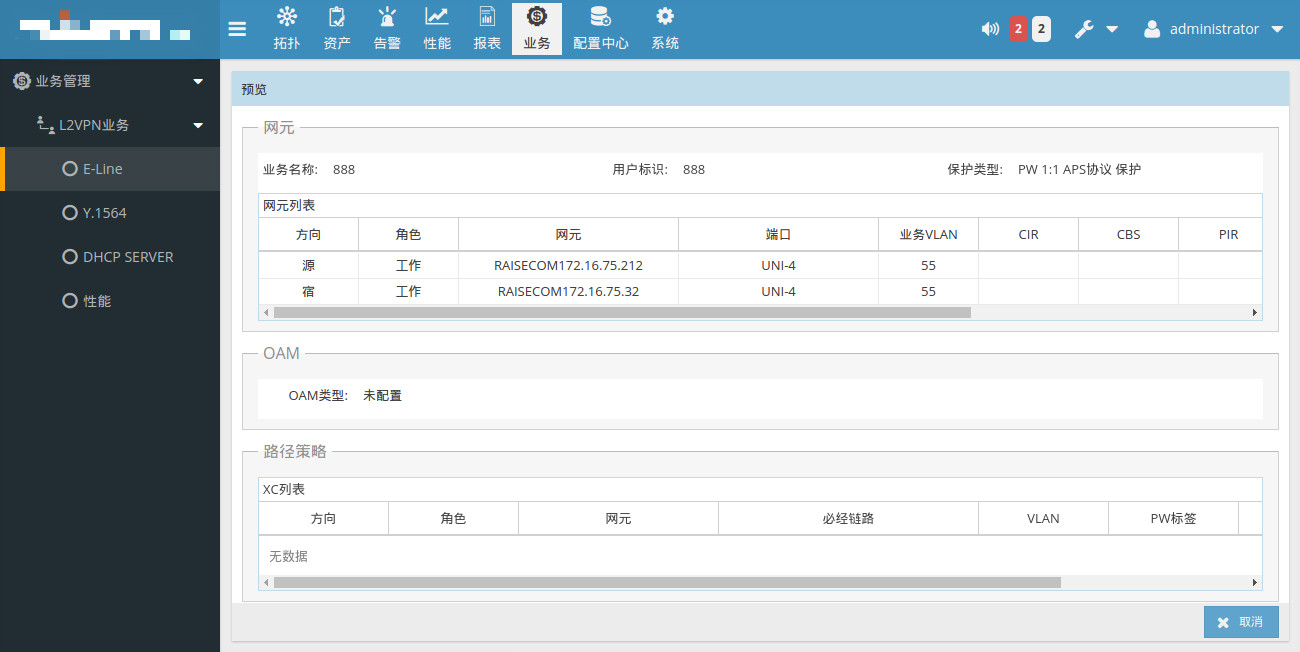 拓扑 资产 告警 性能 报表 业务 配置中心 系统 2 2 administrator
业务管理
L2VPN业务
E-Line
Y.1564
DHCP SERVER
性能
预览
网元
业务名称: 888 用户标识: 888 保护类型: PW 1:1 APS协议 保护
网元列表
方向 角色 网元 端口 业务VLAN CIR CBS PIR
源 工作 RAISECOM172.16.75.212 UNI-4 55
宿 工作 RAISECOM172.16.75.32 UNI-4 55
OAM
OAM类型: 未配置
路径策略
XC列表
方向 角色 网元 必经链路 VLAN PW标签
无数据
取消